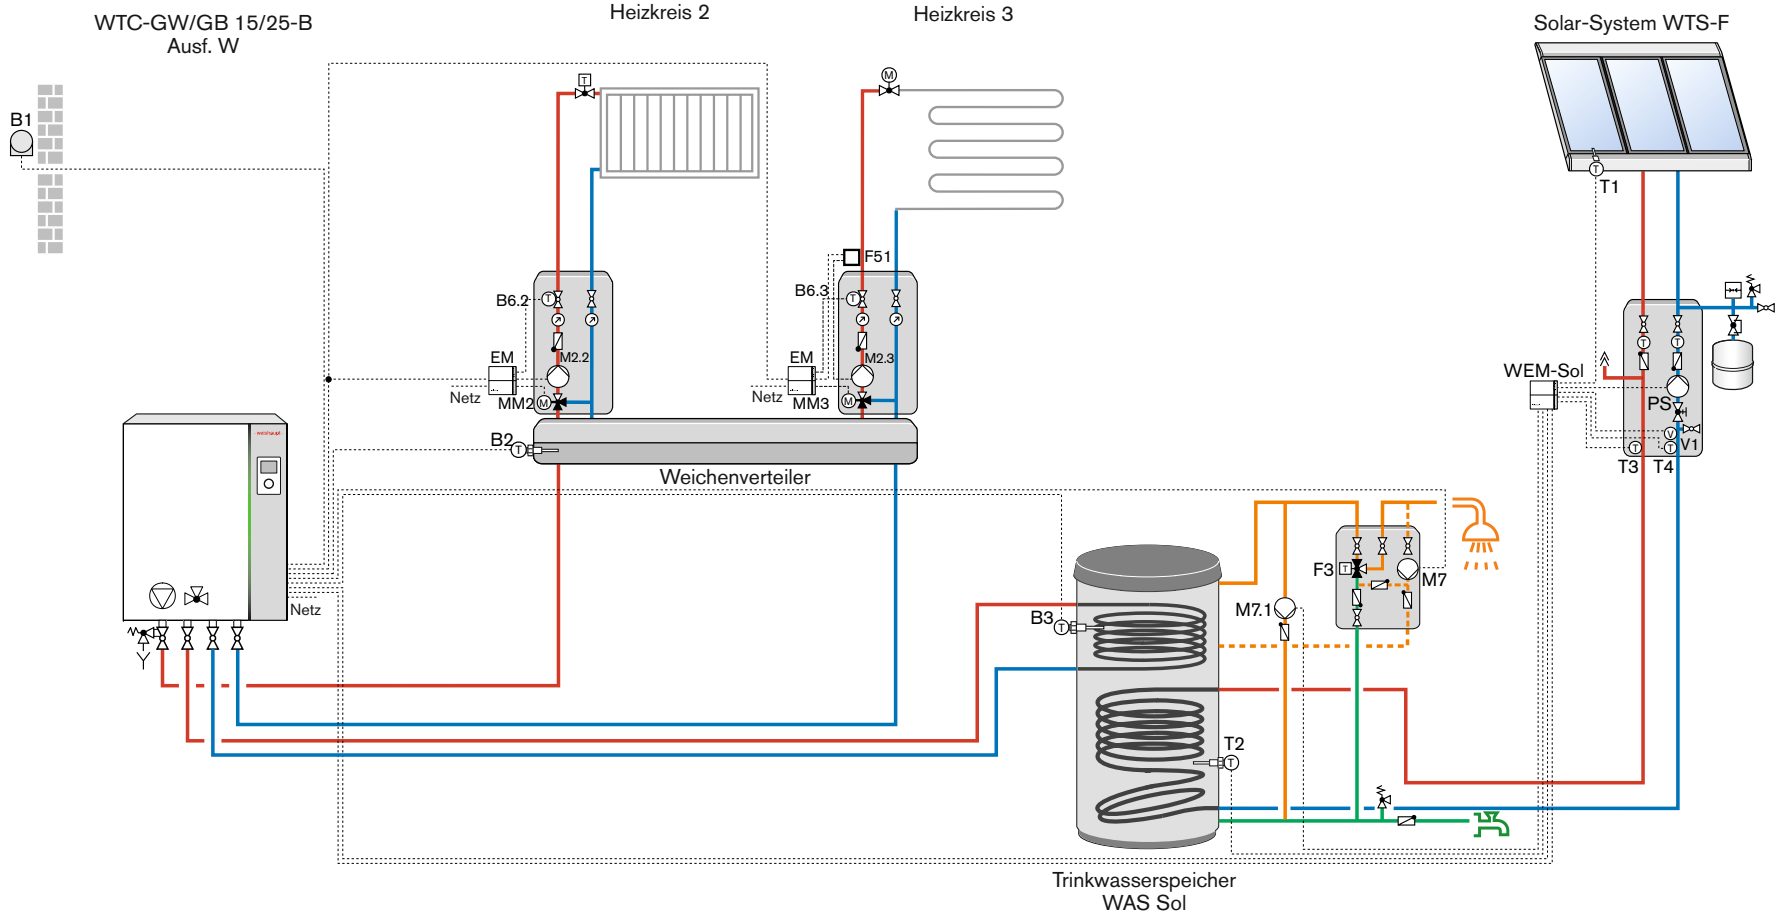 WTC-GW/GB 15/25-B
Ausf. W
Heizkreis 2
Heizkreis 3
Solar-System WTS-F
B1
T
M
T
T1
F51
B6.2
T
B6.3
T
EM
M2.2
EM
M2.3
Netz
MM2
M
Netz
MM3
M
WEM-Sol
T
T
PS
V
V1
T3
T
T4
T
B2
T
Weichenverteiler
weishaupt
Netz
F3
T
M7
B3
T
M7.1
T2
T
Trinkwasserspeicher
WAS Sol